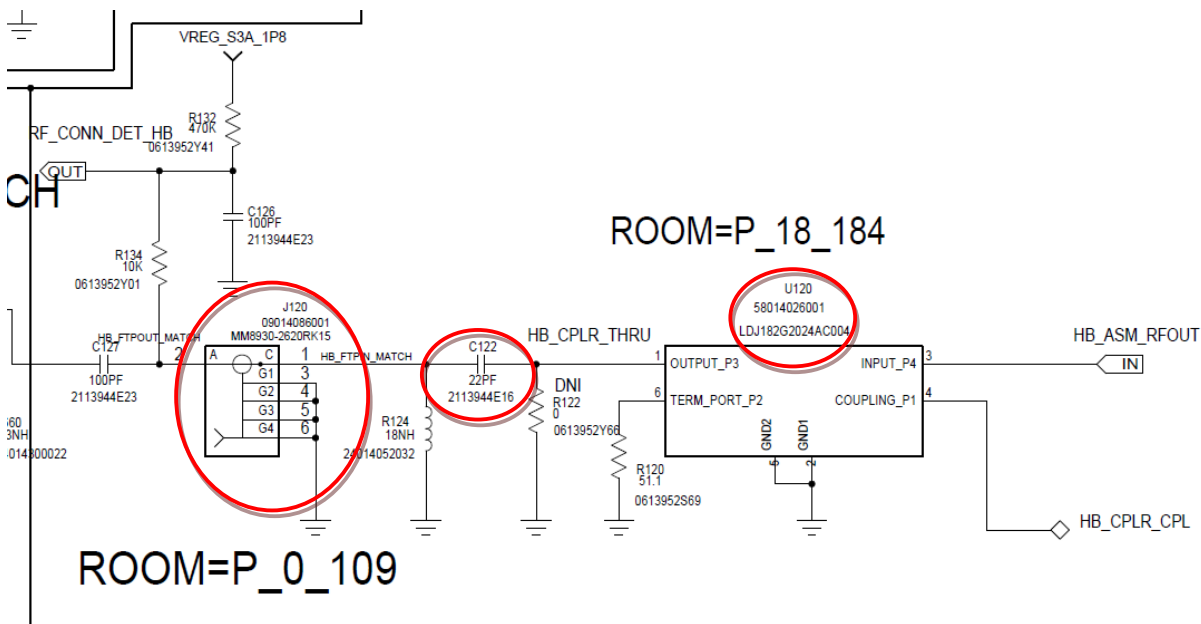 VREG_S3A_1P8
R132
470K
0613952Y41
RF_CONN_DET_HB
OUT
CH
C126
100PF
2113944E23
R134
10K
0613952Y01
HB_FTPOUT_MATCH
C127
100PF
2113944E23
2
J120
09014086001
MM8930-2620RK15
A
C
G1
G2
G3
G4
1
3
4
5
6
HB_FTPIN_MATCH
R124
18NH
24014052032
C122
22PF
2113944E16
HB_CPLR_THRU
DNI
R122
0
0613952Y66
ROOM=P_18_184
U120
58014026001
LDJ182G2024AC004
1
OUTPUT_P3
INPUT_P4
3
6
TERM_PORT_P2
COUPLING_P1
4
GND2
GND1
5
2
R120
51.1
0613952S69
HB_ASM_RFOUT
IN
HB_CPLR_CPL
ROOM=P_0_109